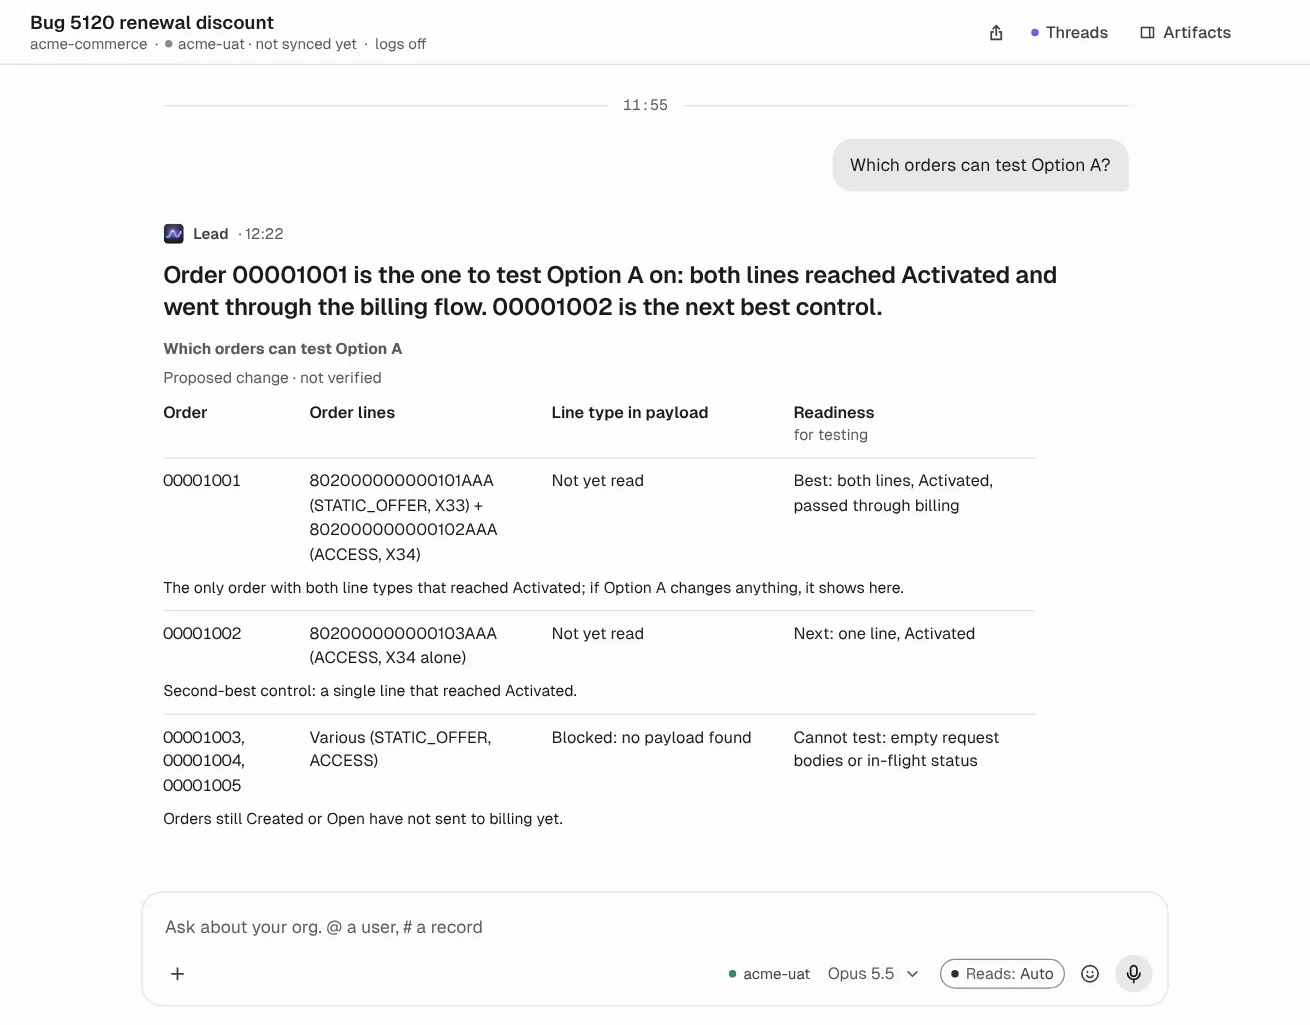 Bug 5120 renewal discount
acme-commerce · acme-uat · not synced yet · logs off
Threads
Artifacts
11:55
Which orders can test Option A?
Lead · 12:22
Order 00001001 is the one to test Option A on: both lines reached Activated and
went through the billing flow. 00001002 is the next best control.
Which orders can test Option A
Proposed change · not verified
Order Order lines Line type in payload Readiness
for testing
00001001 802000000000101AAA Not yet read Best: both lines, Activated,
(STATIC_OFFER, X33) + passed through billing
802000000000102AAA
(ACCESS, X34)
The only order with both line types that reached Activated; if Option A changes anything, it shows here.
00001002 802000000000103AAA Not yet read Next: one line, Activated
(ACCESS, X34 alone)
Second-best control: a single line that reached Activated.
00001003, Various (STATIC_OFFER, Blocked: no payload found Cannot test: empty request
00001004, ACCESS) bodies or in-flight status
00001005
Orders still Created or Open have not sent to billing yet.
Ask about your org. @ a user, # a record
acme-uat Opus 5.5 Reads: Auto